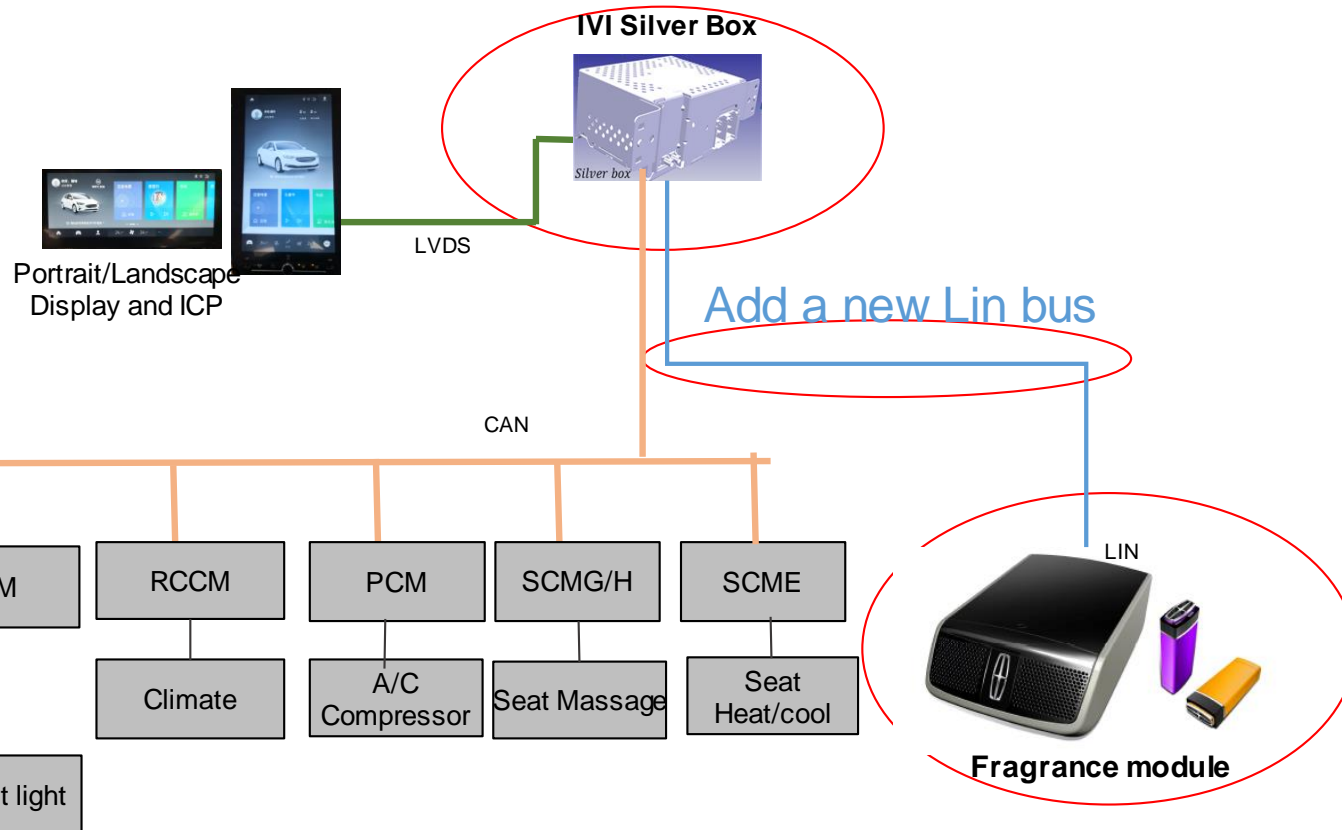 IVI Silver Box
Silver box
LVDS
Portrait/Landscape
Display and ICP
Add a new Lin bus
CAN
LIN
M
RCCM
PCM
SCMG/H
SCME
Climate
A/C
Compressor
Seat Massage
Seat
Heat/cool
Fragrance module
t light